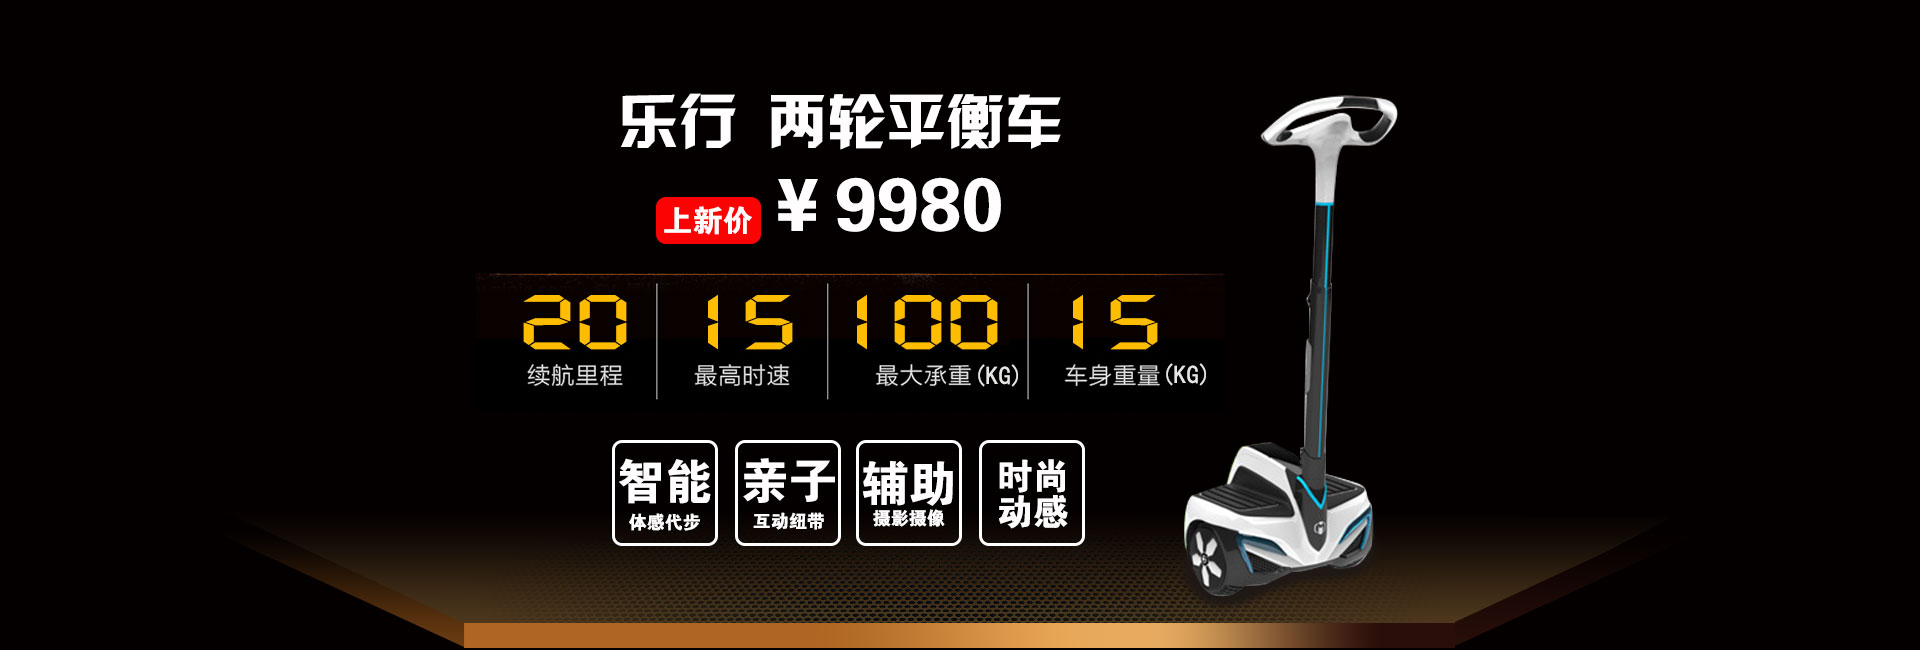 乐行 两轮平衡车
上新价 ¥9980
20 15 100 15
续航里程 最高时速 最大承重(KG) 车身重量(KG)
智能 亲子 辅助 时尚
体感代步 互动纽带 摄影摄像 动感